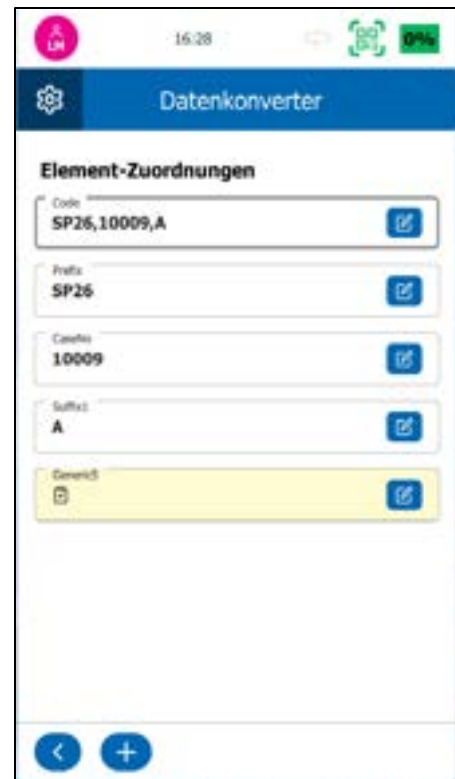 LM
16:28
0%
Datenkonverter
Element-Zuordnungen
Code
SP26,10009,A
Prefix
SP26
CaseNo
10009
Suffix1
A
Generic5